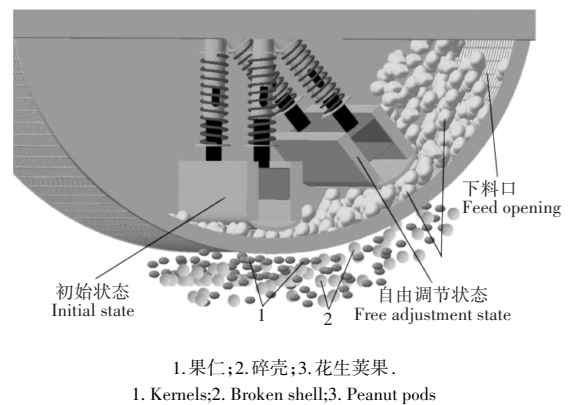 下料口
Feed opening
初始状态
Initial state
1
2
自由调节状态
Free adjustment state
1.果仁;2.碎壳;3.花生荚果.
1. Kernels;2. Broken shell;3. Peanut pods